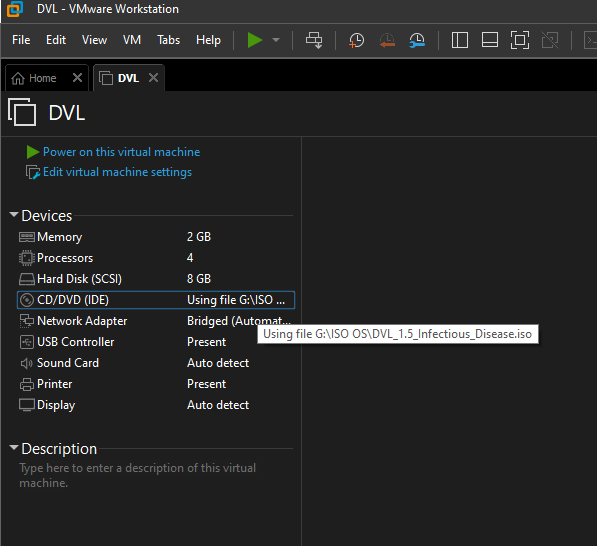 DVL - VMware Workstation
File Edit View VM Tabs Help
Home DVL
DVL
Power on this virtual machine
Edit virtual machine settings
Devices
Memory 2 GB
Processors 4
Hard Disk (SCSI) 8 GB
CD/DVD (IDE) Using file G:\ISO ...
Network Adapter Bridged (Automat...
Using file G:\ISO OS\DVL_1.5_Infectious_Disease.iso
USB Controller Present
Sound Card Auto detect
Printer Present
Display Auto detect
Description
Type here to enter a description of this virtual
machine.